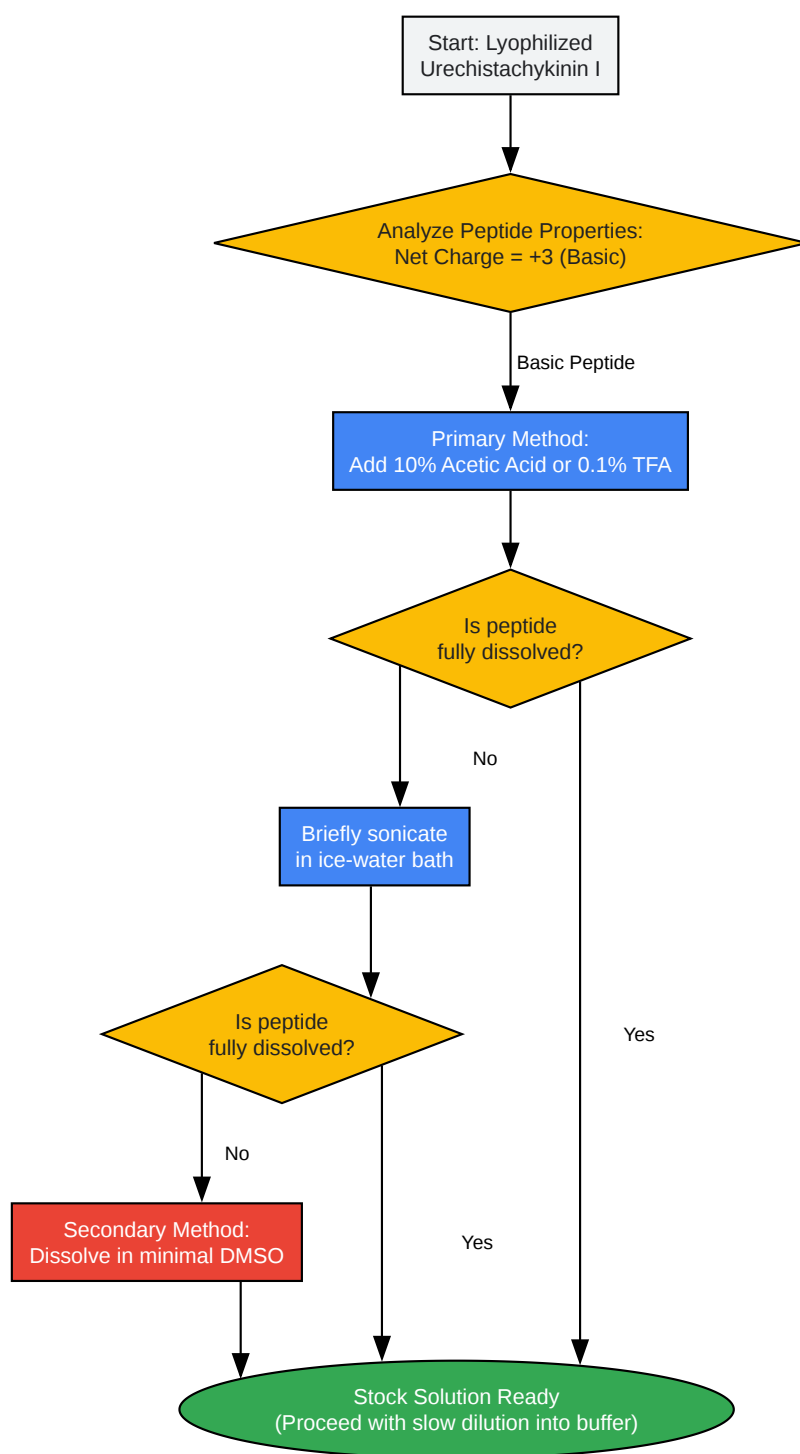 Start: Lyophilized
Urechistachykinin I
Analyze Peptide Properties:
Net Charge = +3 (Basic)
Basic Peptide
Primary Method:
Add 10% Acetic Acid or 0.1% TFA
Is peptide
fully dissolved?
No
Briefly sonicate
in ice-water bath
Is peptide
fully dissolved?
Yes
No
Secondary Method:
Dissolve in minimal DMSO
Yes
Stock Solution Ready
(Proceed with slow dilution into buffer)